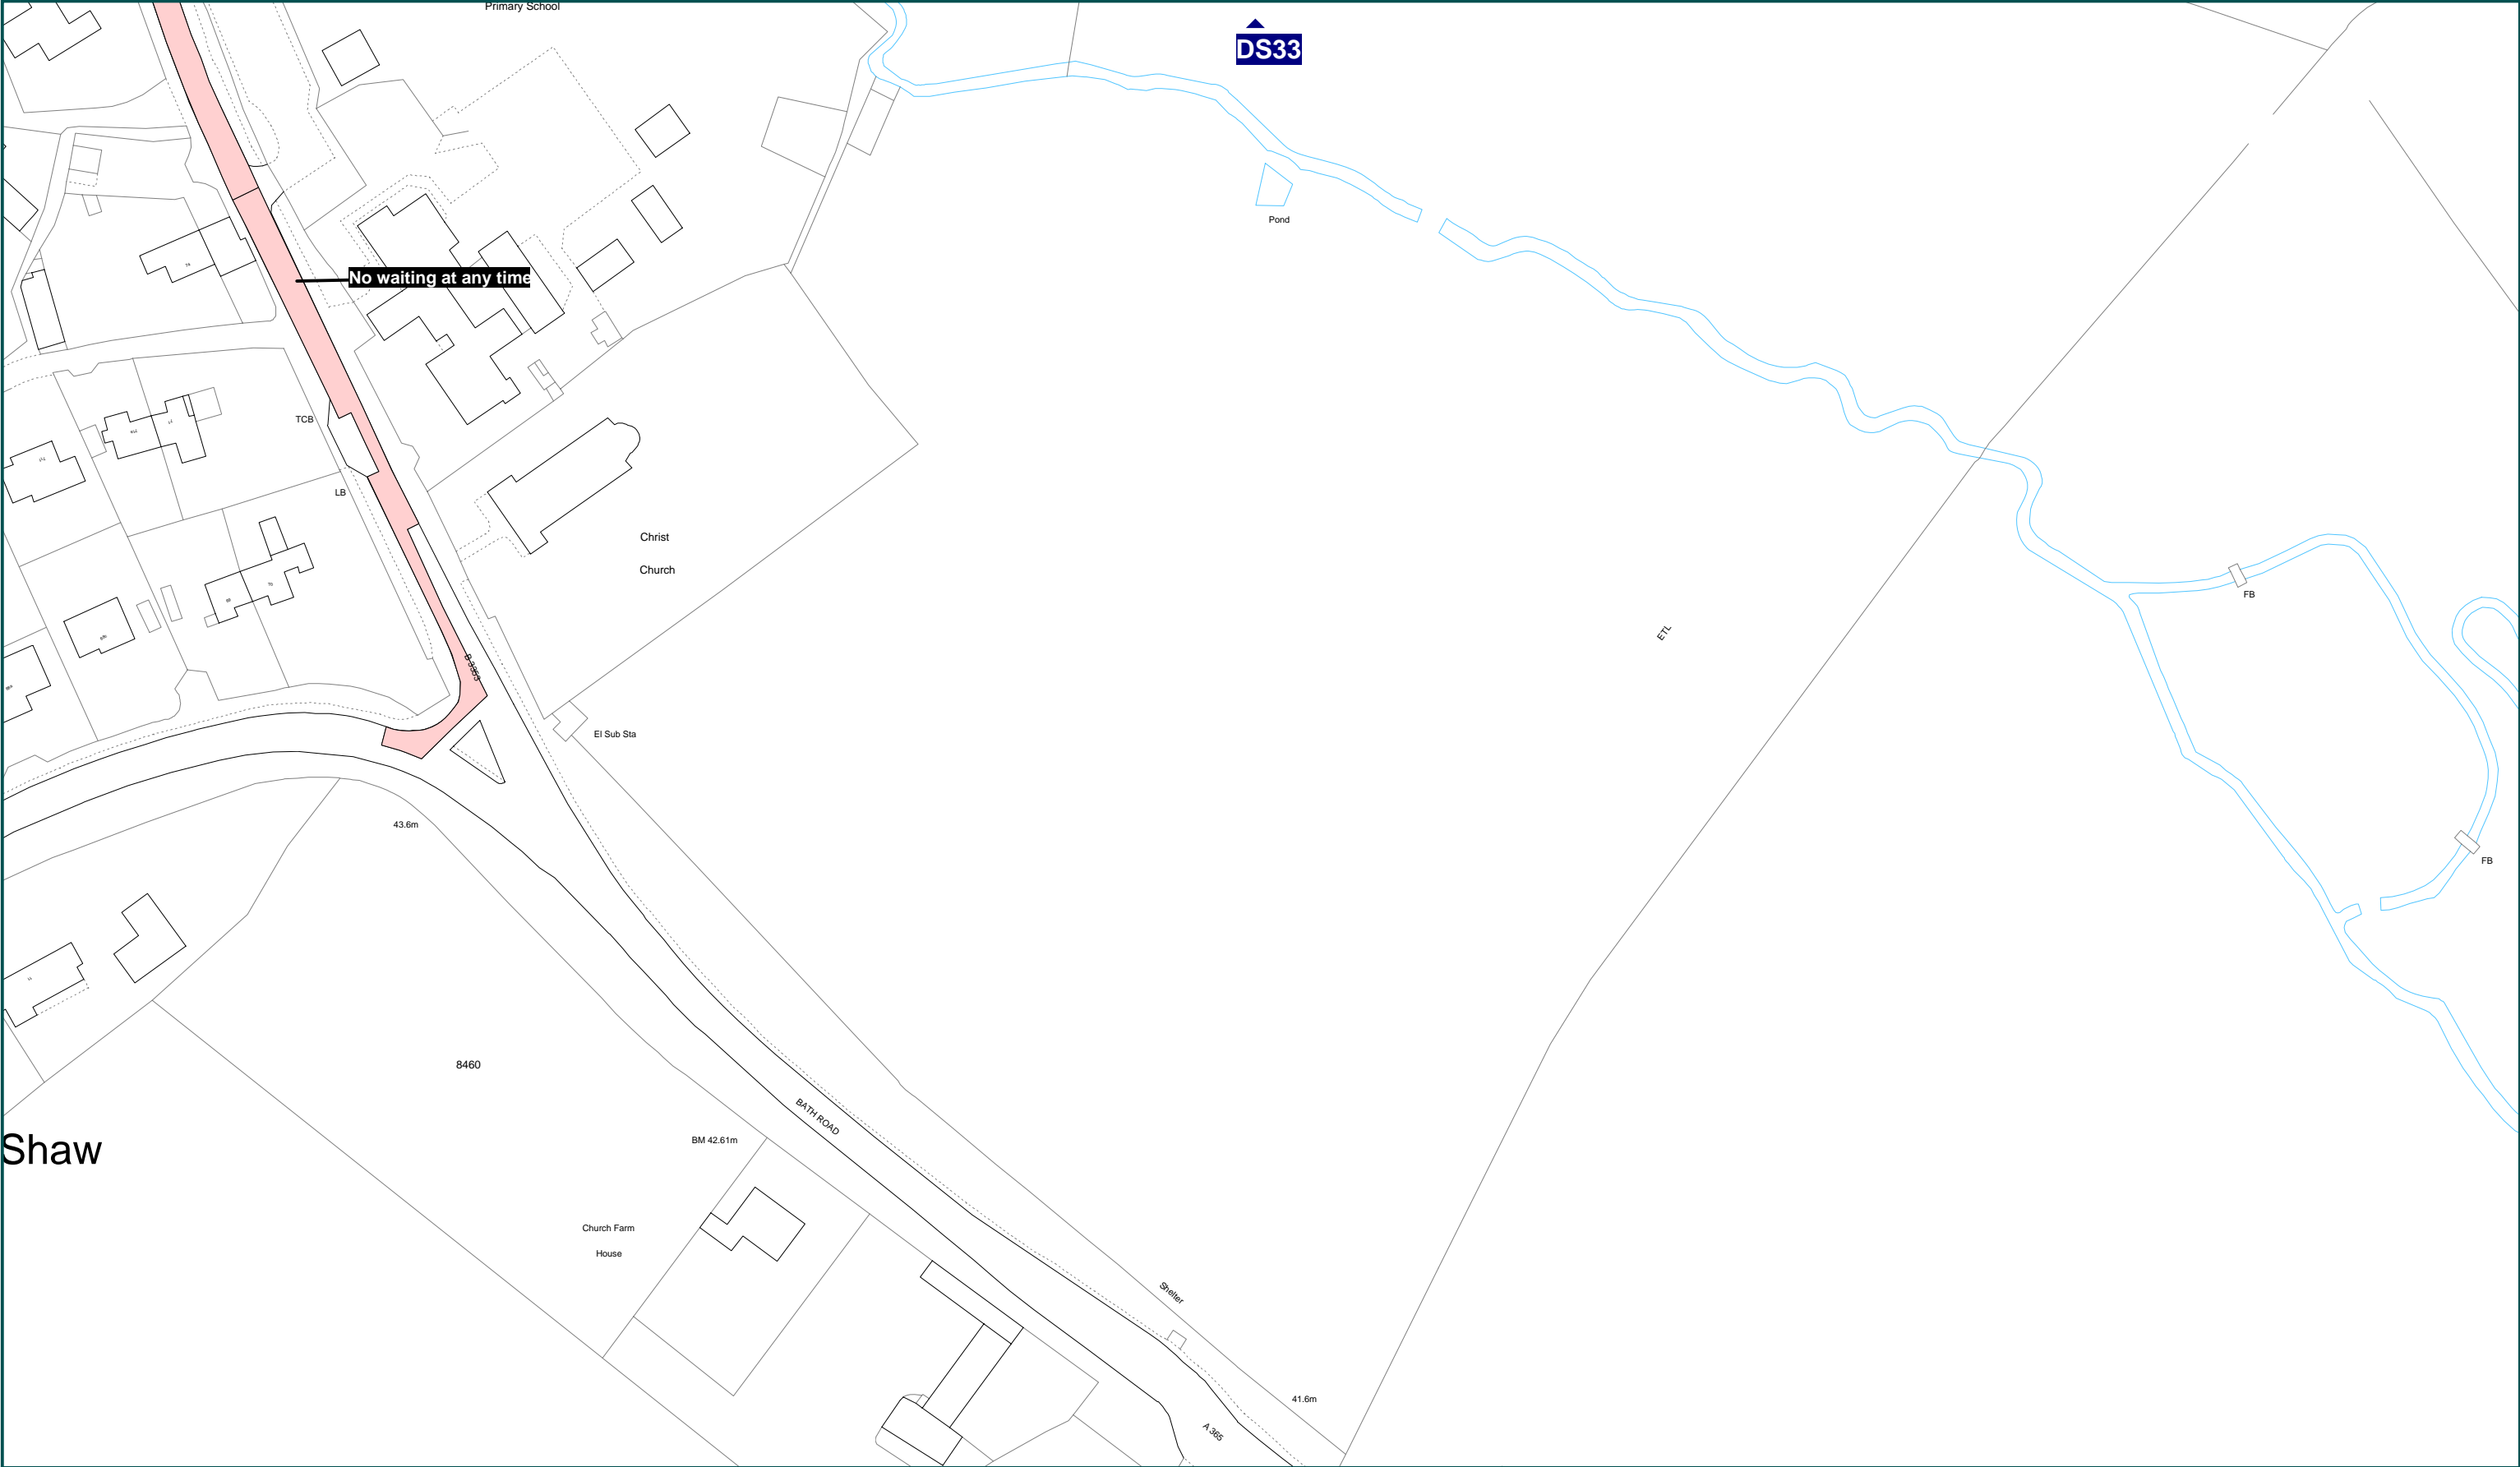 Primary School
DS33
Pond
No waiting at any time
TCB
LB
Christ
Church
FB
ETL
B 3353
El Sub Sta
43.6m
FB
8460
BATH ROAD
BM 42.61m
Shaw
Church Farm
House
Shelter
41.6m
A 365